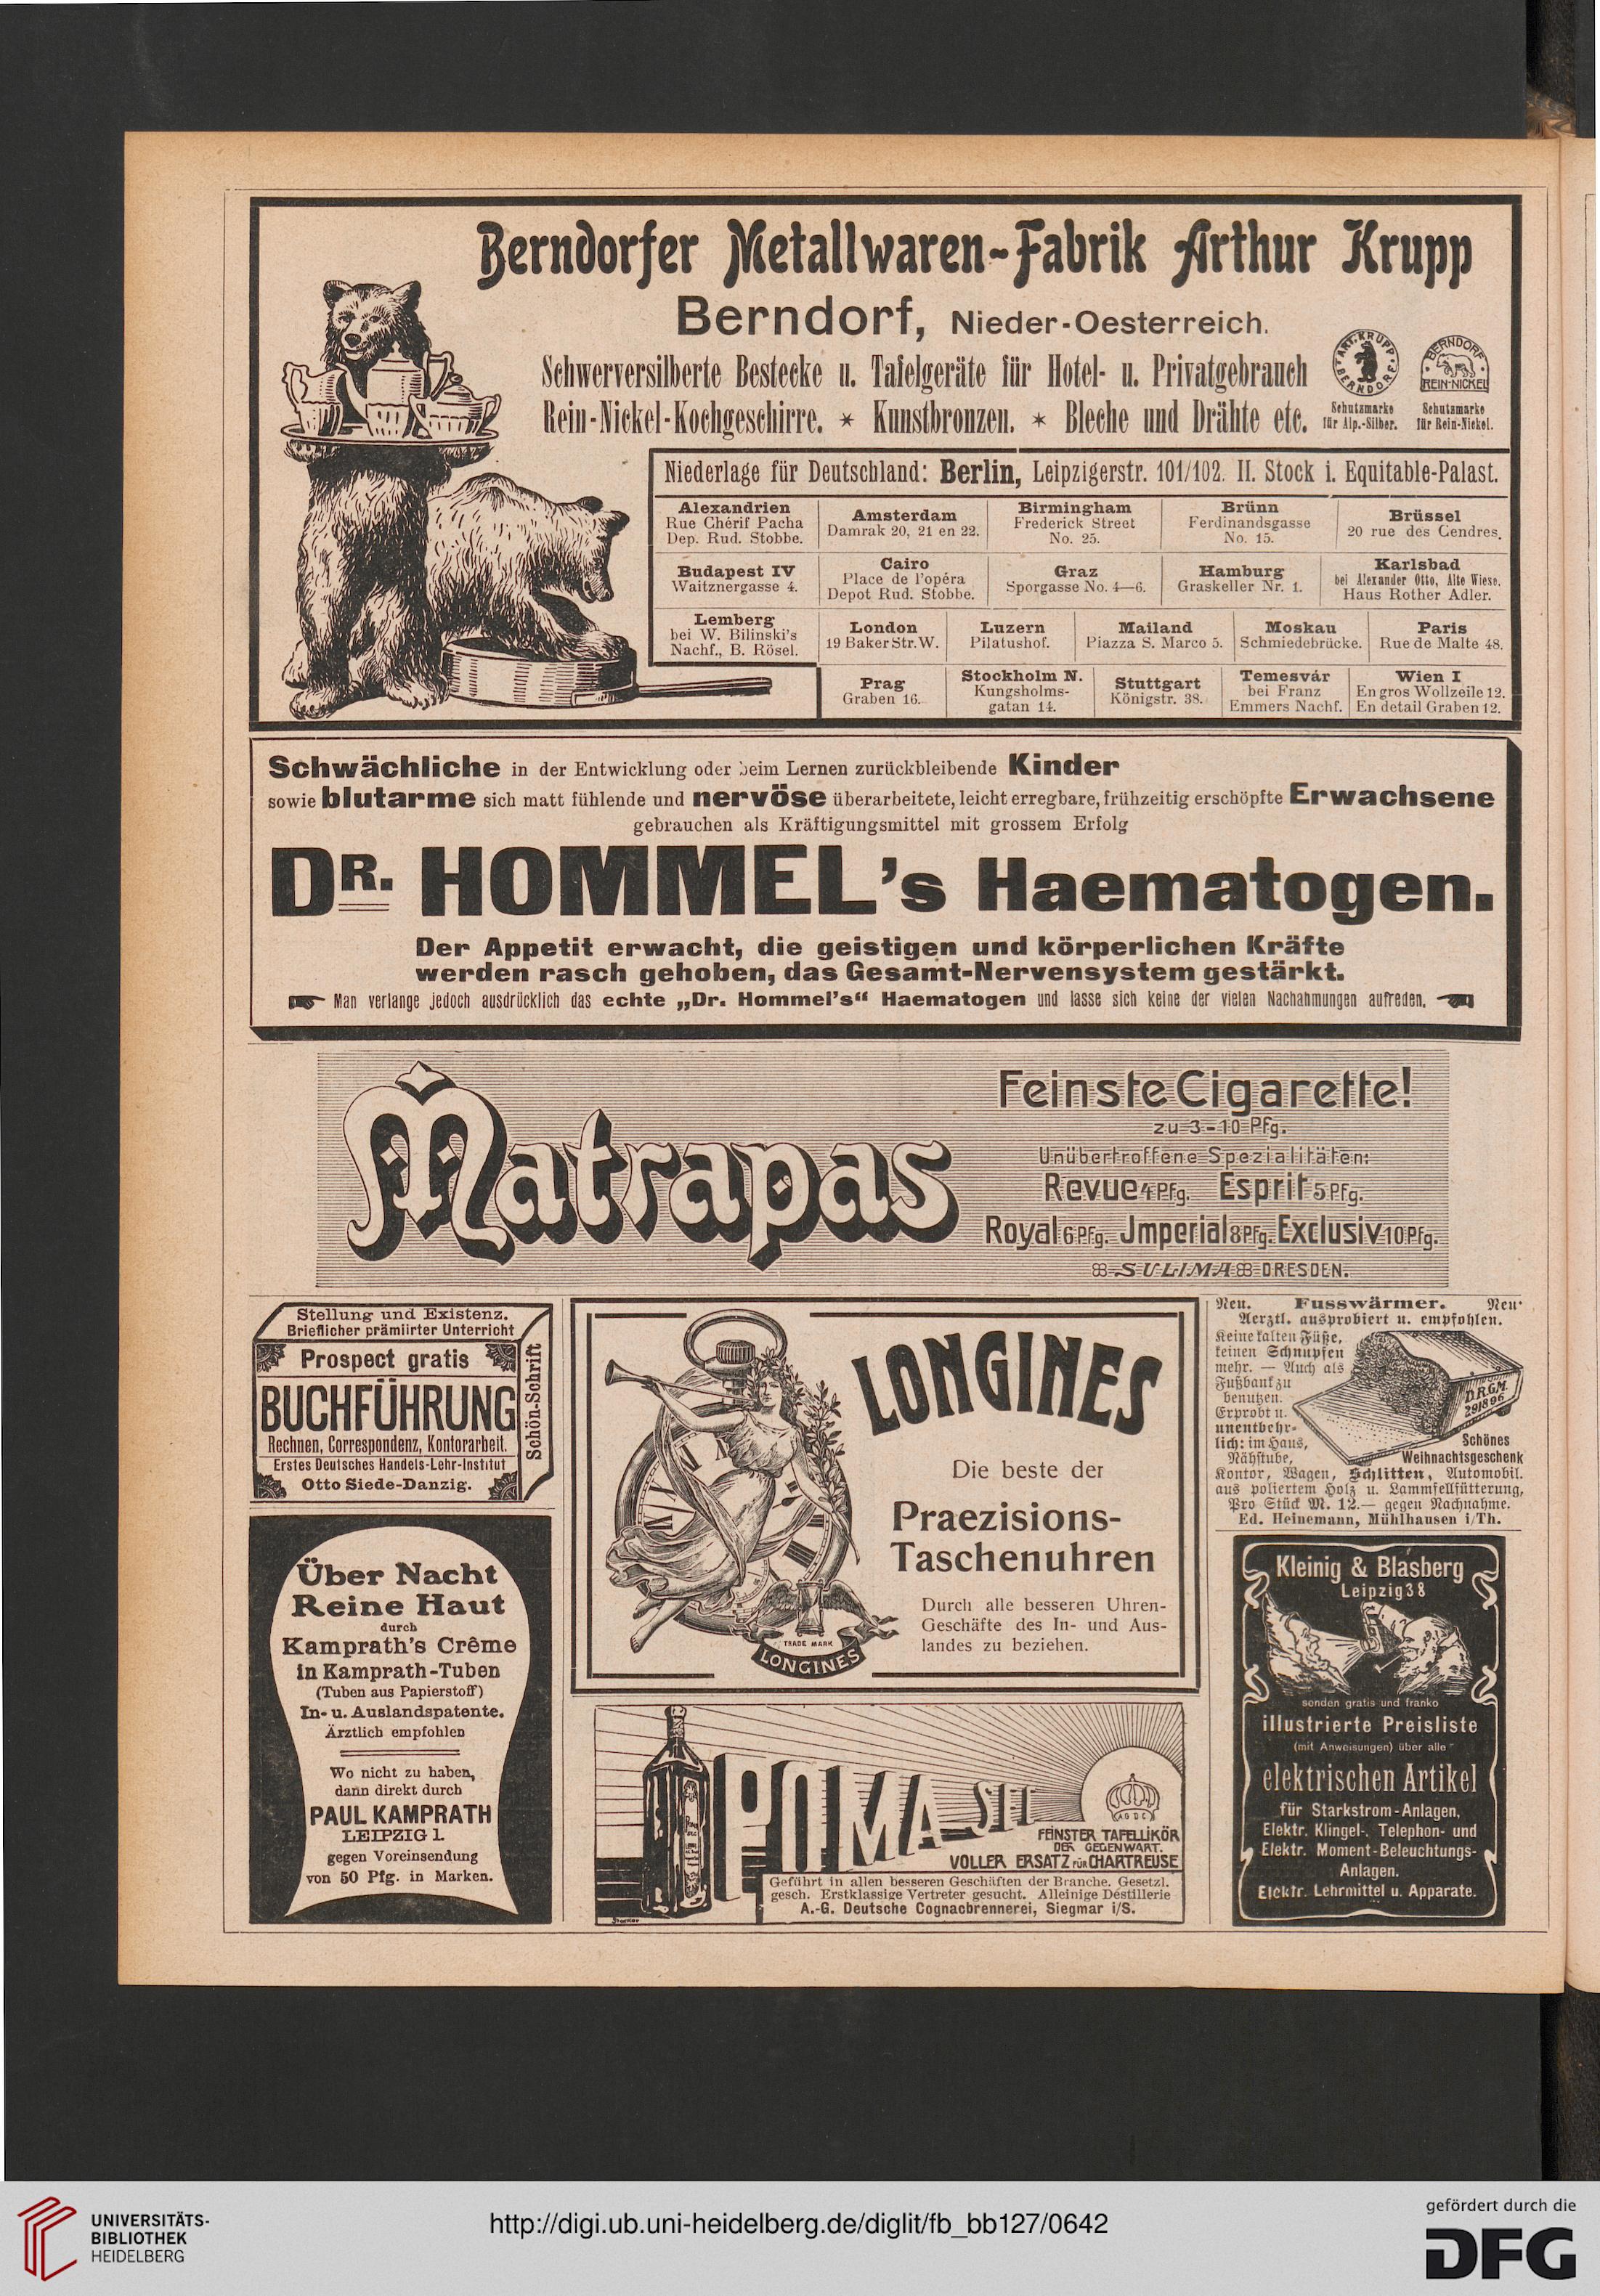 Berndorfer Metallwaren-Fabrik Arthur Krupp
Berndorf, Nieder-Oesterreich.
Schwerversilberte Bestecke u. Tafelgeräte für Hotel- u. Privatgebrauch
Rein-Nickel-Kochgeschirre. * Kunstbronzen. * Bleche und Drähte etc.
ART. KRUPP BERNDORF
Schutzmarke
für Alp.-Silber.
BERNDORF
REIN-NICKEL
Schutzmarke
für Rein-Nickel.
Niederlage für Deutschland: Berlin, Leipzigerstr. 101/102. II. Stock i. Equitable-Palast.
Alexandrien
Rue Chérif Pacha
Dep. Rud. Stobbe.
Amsterdam
Damrak 20, 21 en 22.
Birmingham
Frederick Street
No. 25.
Brünn
Ferdinandsgasse
No. 15.
Brüssel
20 rue des Cendres.
Budapest IV
Waitznergasse 4.
Cairo
Place de l'opéra
Depot Rud. Stobbe.
Graz
Sporgasse No. 4—6.
Hamburg
Graskeller Nr. 1.
Karlsbad
bei Alexander Otto, Alte Wiese,
Haus Rother Adler.
Lemberg
bei W. Bilinski's
Nachf., B. Rösel.
London
19 Baker Str. W.
Luzern
Pilatushof.
Mailand
Piazza S. Marco 5.
Moskau
Schmiedebrücke.
Paris
Rue de Malte 48.
Prag
Graben 16.
Stockholm N.
Kungsholms-
gatan 14.
Stuttgart
Königstr. 38.
Temesvár
bei Franz
Emmers Nachf.
Wien I
En gros Wollzeile 12.
En detail Graben 12.
Schwächliche in der Entwicklung oder beim Lernen zurückbleibende Kinder
sowie blutarme sich matt fühlende und nervöse überarbeitete, leicht erregbare, frühzeitig erschöpfte Erwachsene
gebrauchen als Kräftigungsmittel mit grossem Erfolg
DR. HOMMEL's Haematogen.
Der Appetit erwacht, die geistigen und körperlichen Kräfte
werden rasch gehoben, das Gesamt-Nervensystem gestärkt.
Man verlange jedoch ausdrücklich das echte „Dr. Hommel's“ Haematogen und lasse sich keine der vielen Nachahmungen aufreden.
Matrapas
Feinste Cigarette!
zu 3-10 Pfg.
Unübertroffene Spezialitäten:
Revue 4 Pfg. Esprit 5 Pfg.
Royal 6 Pfg. Jmperial 8 Pfg. Exclusiv 10 Pfg.
SULIMA DRESDEN.
Stellung und Existenz.
Brieflicher prämiirter Unterricht
Prospect gratis
BUCHFÜHRUNG
Rechnen, Correspondenz, Kontorarbeit.
Erstes Deutsches Handels-Lehr-Institut
Otto Siede-Danzig.
Schön-Schrift
Über Nacht
Reine Haut
durch
Kamprath's Crême
in Kamprath-Tuben
(Tuben aus Papierstoff)
In- u. Auslandspatente.
Ärztlich empfohlen
Wo nicht zu haben,
dann direkt durch
PAUL KAMPRATH
LEIPZIG 1.
gegen Voreinsendung
von 50 Pfg. in Marken.
LONGINES
Die beste der
Praezisions-
Taschenuhren
Durch alle besseren Uhren-
Geschäfte des In- und Aus-
landes zu beziehen.
TRADE MARK
LONGINES
POMA SEC
AGDC
FEINSTER TAFELLIKÖR
DER GEGENWART.
VOLLER ERSATZ FÜR CHARTREUSE
Geführt in allen besseren Geschäften der Branche. Gesetzl.
gesch. Erstklassige Vertreter gesucht. Alleinige Destillerie
A.-G. Deutsche Cognacbrennerei, Siegmar i/S.
Neu. Fusswärmer. Neu.
Aerztl. ausprobiert u. empfohlen.
Keine kalten Füße,
keinen Schnupfen
mehr. — Auch als
Fußbank zu
benutzen.
Erprobt u.
unentbehr-
lich: im Haus,
Nähstube,
D.R.G.M.
291896
Schönes
Weihnachtsgeschenk
Kontor, Wagen, Schlitten, Automobil.
aus poliertem Holz u. Lammfellfütterung,
Pro Stück M. 12.— gegen Nachnahme.
Ed. Heinemann, Mühlhausen i/Th.
Kleinig & Blasberg
Leipzig 38
senden gratis und franko
illustrierte Preisliste
(mit Anweisungen) über alle
elektrischen Artikel
für Starkstrom-Anlagen,
Elektr. Klingel-, Telephon- und
Elektr. Moment-Beleuchtungs-
Anlagen.
Elektr. Lehrmittel u. Apparate.
UNIVERSITÄTS-
BIBLIOTHEK
HEIDELBERG
http://digi.ub.uni-heidelberg.de/diglit/fb_bb127/0642
gefördert durch die
DFG